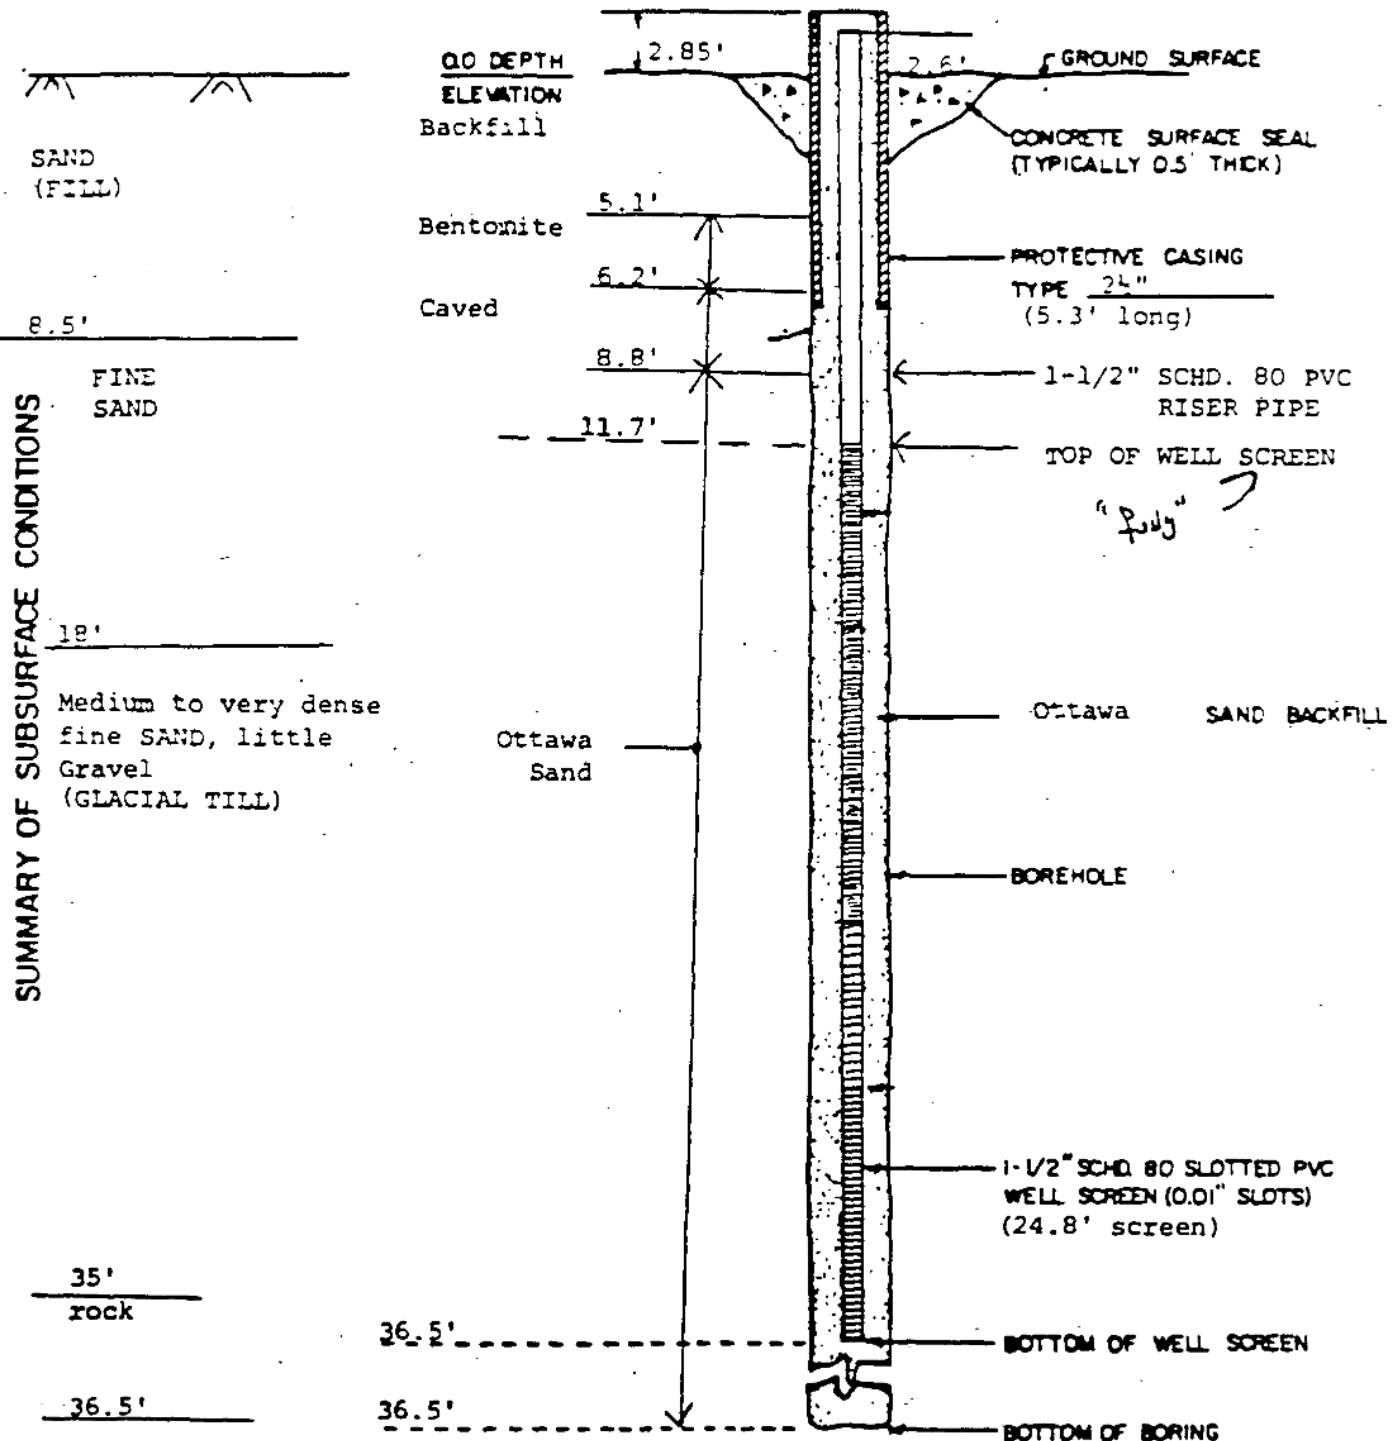 2.85'
2.6'
GROUND SURFACE
0.0 DEPTH
ELEVATION
Backfill
SAND
(FILL)
CONCRETE SURFACE SEAL
(TYPICALLY 0.5' THICK)
5.1'
Bentonite
6.2'
Caved
PROTECTIVE CASING
TYPE 2½"
(5.3' long)
8.5'
FINE
SAND
8.8'
1-1/2" SCHD. 80 PVC
RISER PIPE
11.7'
TOP OF WELL SCREEN
SUMMARY OF SUBSURFACE CONDITIONS
18'
Medium to very dense
fine SAND, little
Gravel
(GLACIAL TILL)
Ottawa
Sand
Ottawa SAND BACKFILL
BOREHOLE
1-1/2" SCHD. 80 SLOTTED PVC
WELL SCREEN (0.01" SLOTS)
(24.8' screen)
35'
rock
36.5'
BOTTOM OF WELL SCREEN
36.5'
36.5'
BOTTOM OF BORING